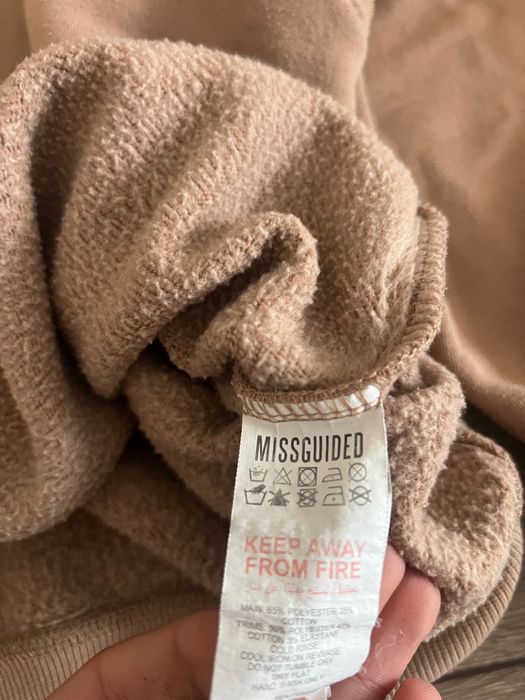 MISSGUIDED
KEEP AWAY
FROM FIRE
MAIN: 65% POLYESTER 35%
COTTON
TRIMS: 50% POLYESTER 47%
COTTON 3% ELASTANE
COLD RINSE
COOL IRON ON REVERSE
DO NOT TUMBLE DRY
DRY FLAT
HAND WASH ONLY